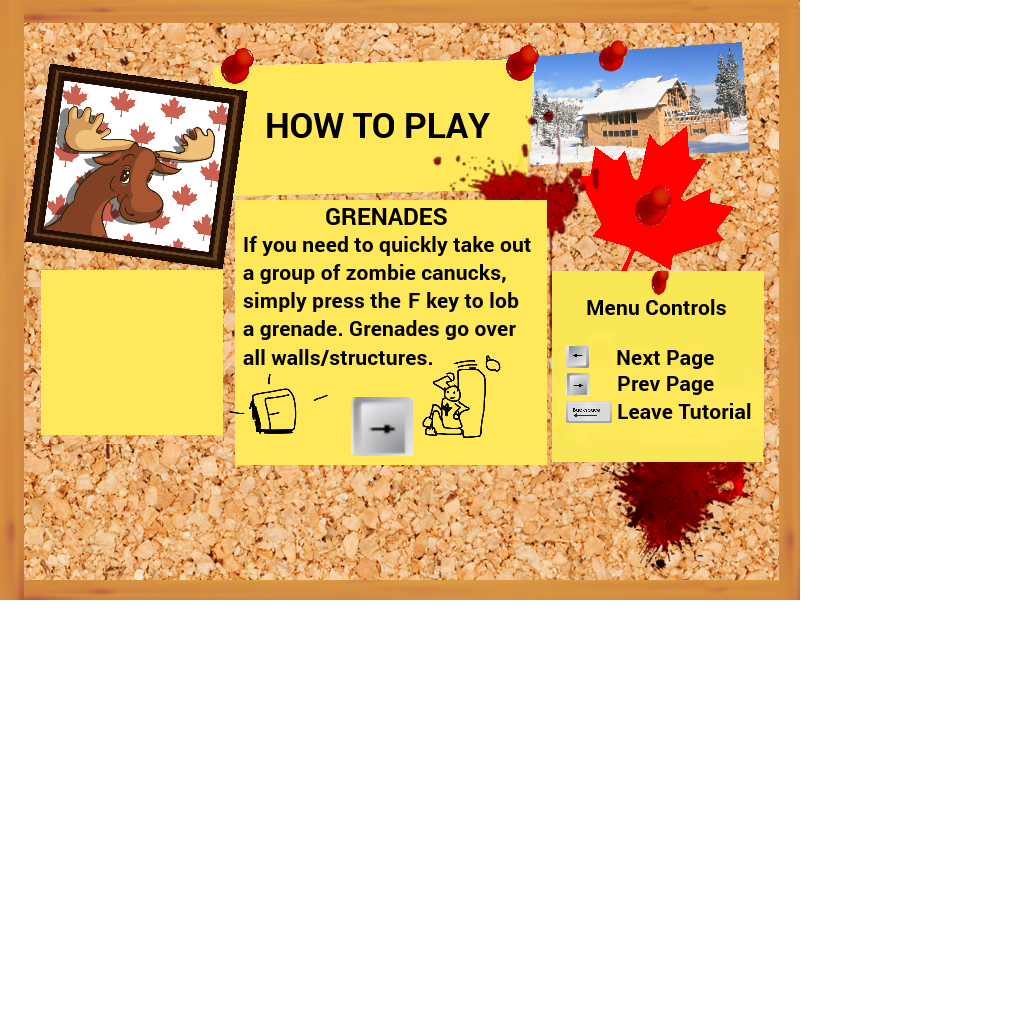 HOW TO PLAY
GRENADES
If you need to quickly take out
a group of zombie canucks,
simply press the F key to lob
a grenade. Grenades go over
all walls/structures.
F
Menu Controls
Next Page
Prev Page
Backspace
Leave Tutorial